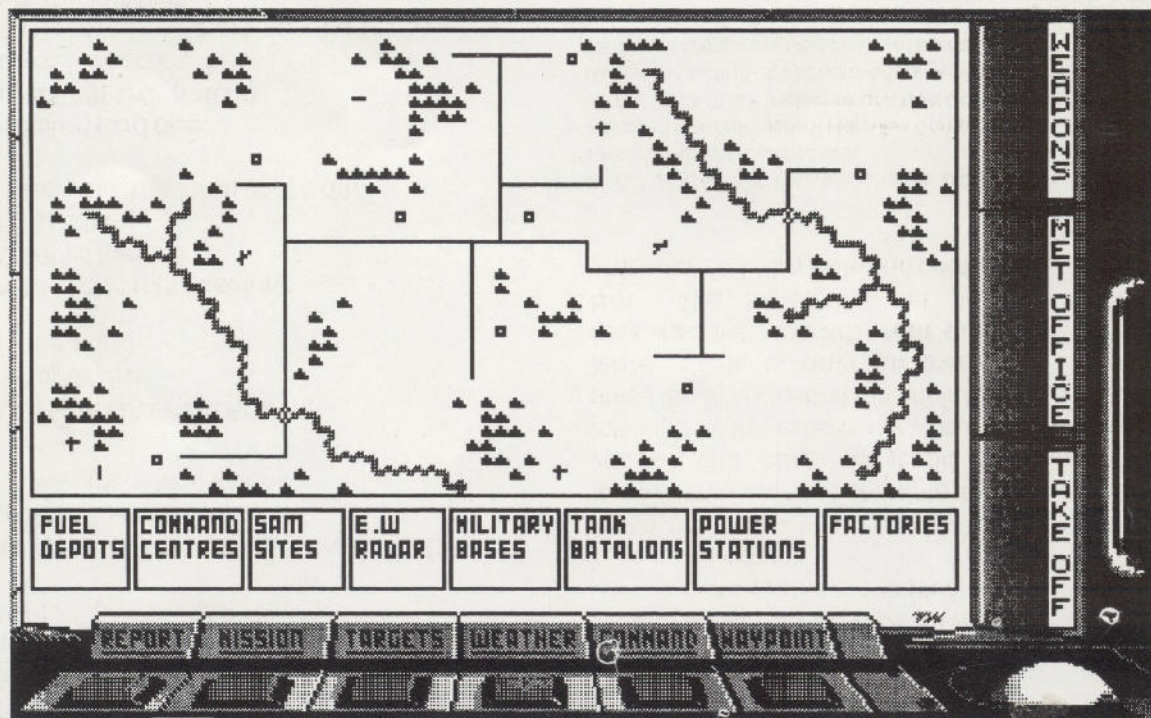 FUEL
DEPOTS
COMMAND
CENTRES
SAM
SITES
E.W
RADAR
MILITARY
BASES
TANK
BATALIONS
POWER
STATIONS
FACTORIES
REPORT
MISSION
TARGETS
WEATHER
COMMAND
WAYPOINT
WEAPONS
MET OFFICE
TAKE OFF